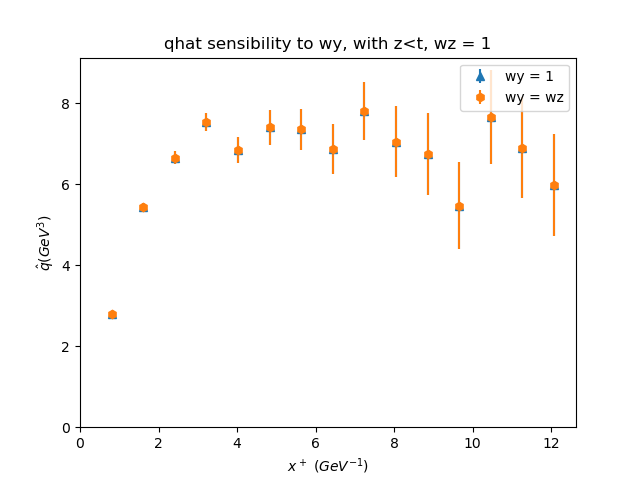 qhat sensibility to wy, with z<t, wz = 1
wy = 1
wy = wz
8
6
4
2
0
q̂(GeV³)
0 2 4 6 8 10 12
x⁺ (GeV⁻¹)